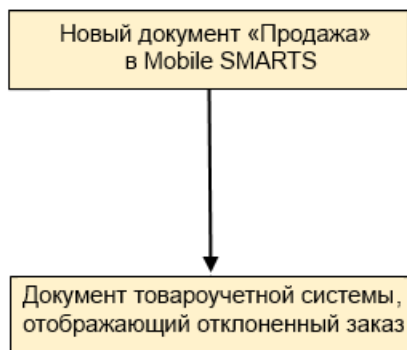 Новый документ «Продажа»
в Mobile SMARTS
Документ товароучетной системы,
отображающий отклоненный заказ